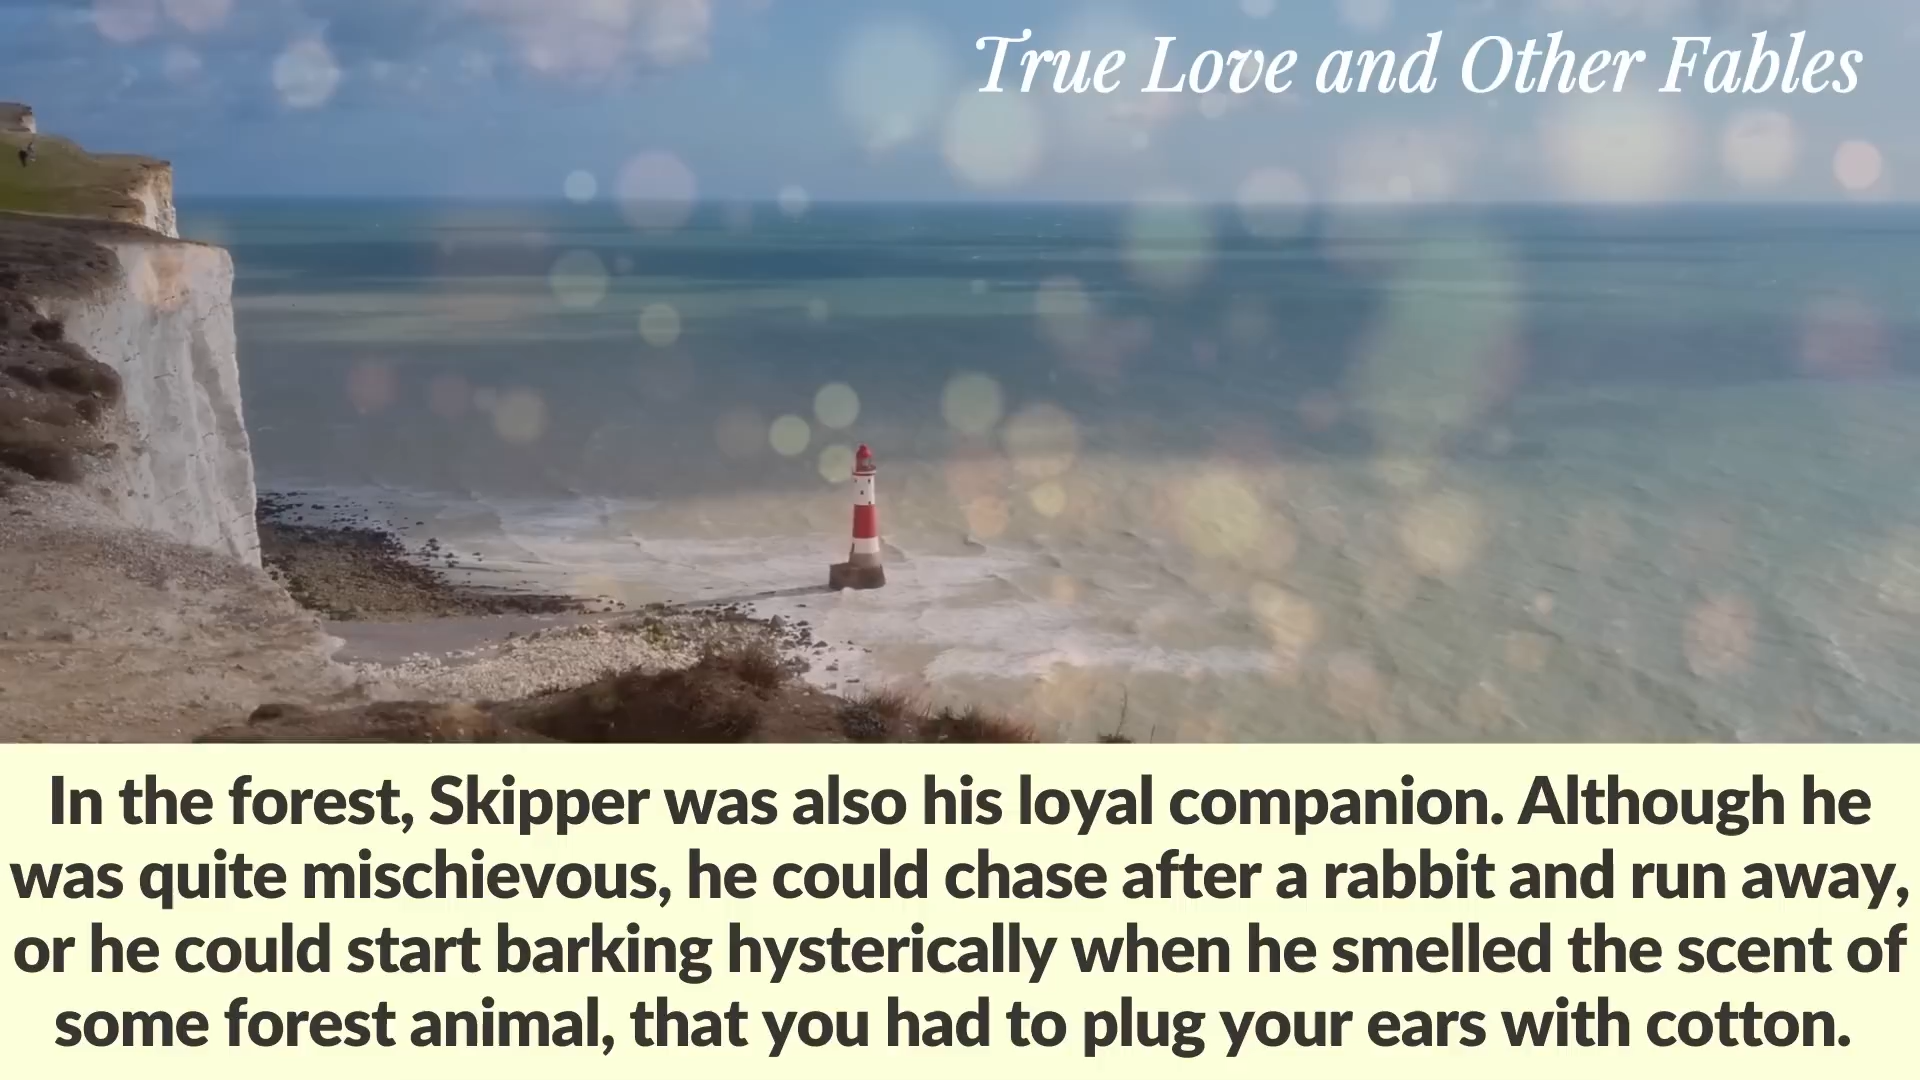 True Love and Other Fables
In the forest, Skipper was also his loyal companion. Although he
was quite mischievous, he could chase after a rabbit and run away,
or he could start barking hysterically when he smelled the scent of
some forest animal, that you had to plug your ears with cotton.